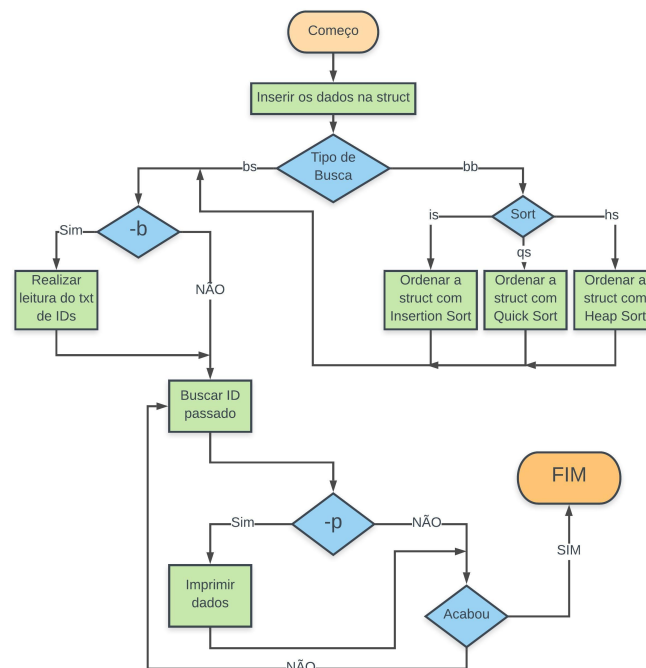 Começo
Inserir os dados na struct
Tipo de
Busca
bs
bb
-b
Sort
Sim
is
hs
qs
NÃO
Realizar
leitura do txt
de IDs
Ordenar a
struct com
Insertion Sort
Ordenar a
struct com
Quick Sort
Ordenar a
struct com
Heap Sort
Buscar ID
passado
FIM
-p
Sim
NÃO
SIM
Imprimir
dados
Acabou
NÃO